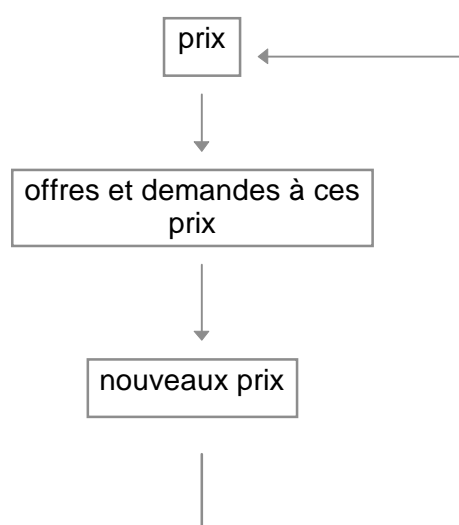 prix
offres et demandes à ces
prix
nouveaux prix